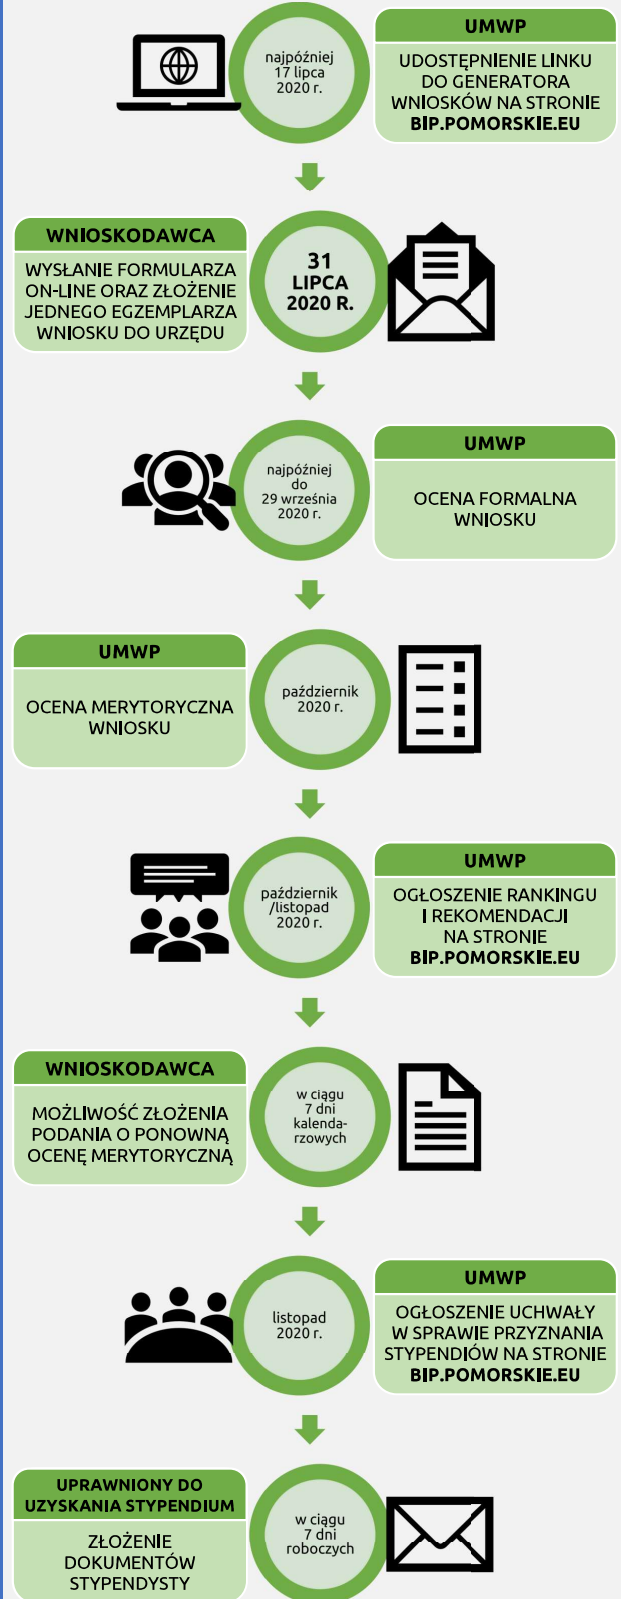 najpóźniej
17 lipca
2020 r.
UMWP
UDOSTĘPNIENIE LINKU
DO GENERATORA
WNIOSKÓW NA STRONIE
BIP.POMORSKIE.EU
WNIOSKODAWCA
WYSŁANIE FORMULARZA
ON-LINE ORAZ ZŁOŻENIE
JEDNEGO EGZEMPLARZA
WNIOSKU DO URZĘDU
31
LIPCA
2020 R.
najpóźniej
do
29 września
2020 r.
UMWP
OCENA FORMALNA
WNIOSKU
UMWP
OCENA MERYTORYCZNA
WNIOSKU
październik
2020 r.
październik
/listopad
2020 r.
UMWP
OGŁOSZENIE RANKINGU
I REKOMENDACJI
NA STRONIE
BIP.POMORSKIE.EU
WNIOSKODAWCA
MOŻLIWOŚĆ ZŁOŻENIA
PODANIA O PONOWNĄ
OCENĘ MERYTORYCZNĄ
w ciągu
7 dni
kalenda-
rzowych
listopad
2020 r.
UMWP
OGŁOSZENIE UCHWAŁY
W SPRAWIE PRZYZNANIA
STYPENDIÓW NA STRONIE
BIP.POMORSKIE.EU
UPRAWNIONY DO
UZYSKANIA STYPENDIUM
ZŁOŻENIE
DOKUMENTÓW
STYPENDYSTY
w ciągu
7 dni
roboczych